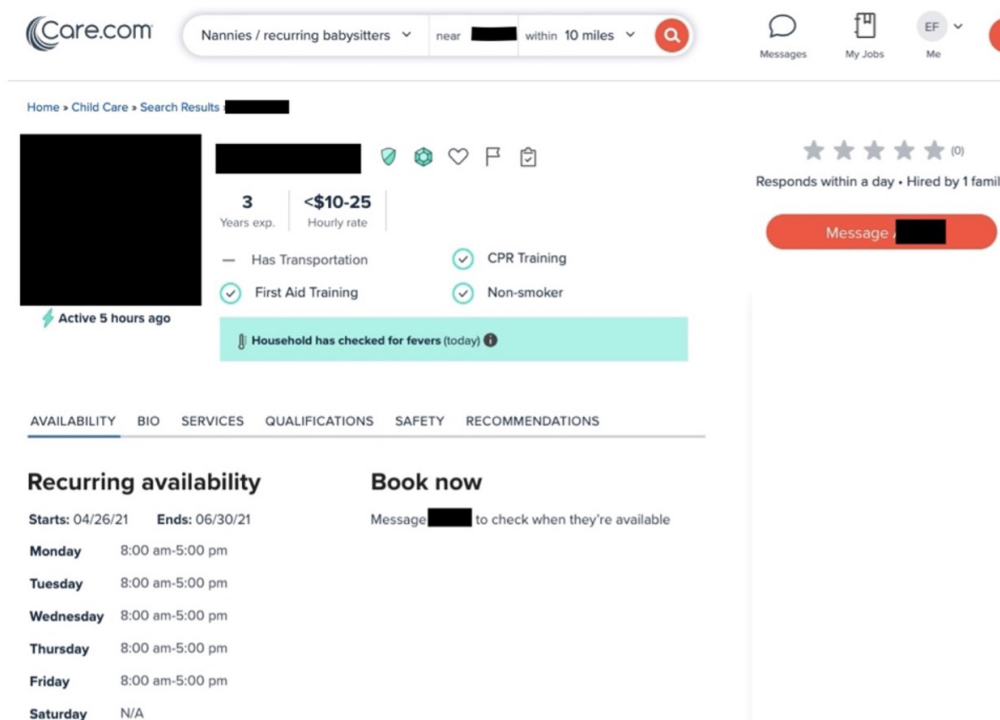 Care.com
Nannies / recurring babysitters near within 10 miles
Messages My Jobs EF Me
Home » Child Care » Search Results
(0)
Responds within a day • Hired by 1 famil
3 <$10-25
Years exp. Hourly rate
Message
Has Transportation CPR Training
First Aid Training Non-smoker
Active 5 hours ago
Household has checked for fevers (today)
AVAILABILITY BIO SERVICES QUALIFICATIONS SAFETY RECOMMENDATIONS
Recurring availability Book now
Starts: 04/26/21 Ends: 06/30/21 Message to check when they're available
Monday 8:00 am-5:00 pm
Tuesday 8:00 am-5:00 pm
Wednesday 8:00 am-5:00 pm
Thursday 8:00 am-5:00 pm
Friday 8:00 am-5:00 pm
Saturday N/A